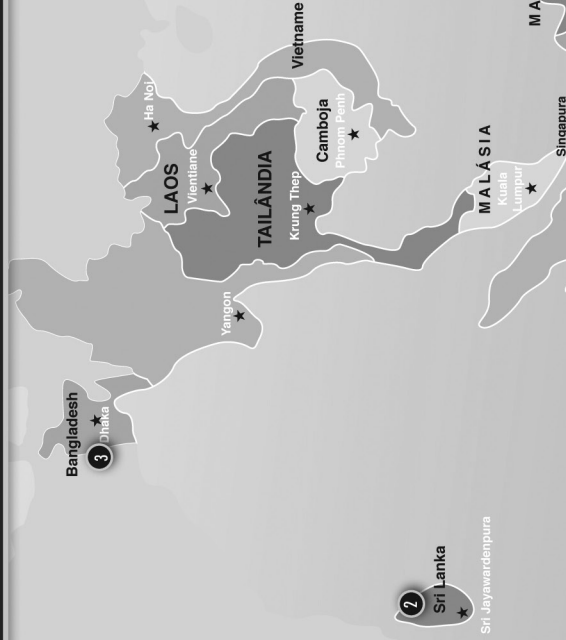 Bangladesh
3
Dhaka
Ha Noi
LAOS
Vientiane
Yangon
TAILÂNDIA
Krung Thep
Vietname
Camboja
Phnom Penh
2
Sri Lanka
Sri Jayawardenpura
MALÁSIA
Kuala
Lumpur
MA
Singapura